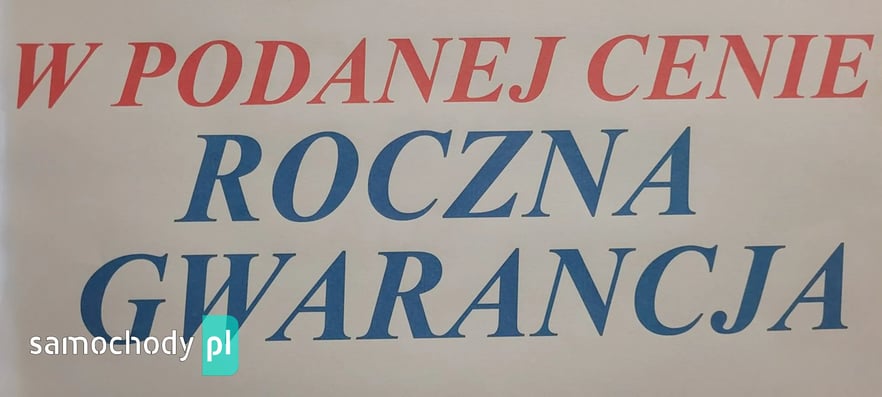 W PODANEJ CENIE
ROCZNA
GWARANCJA
samochody pl